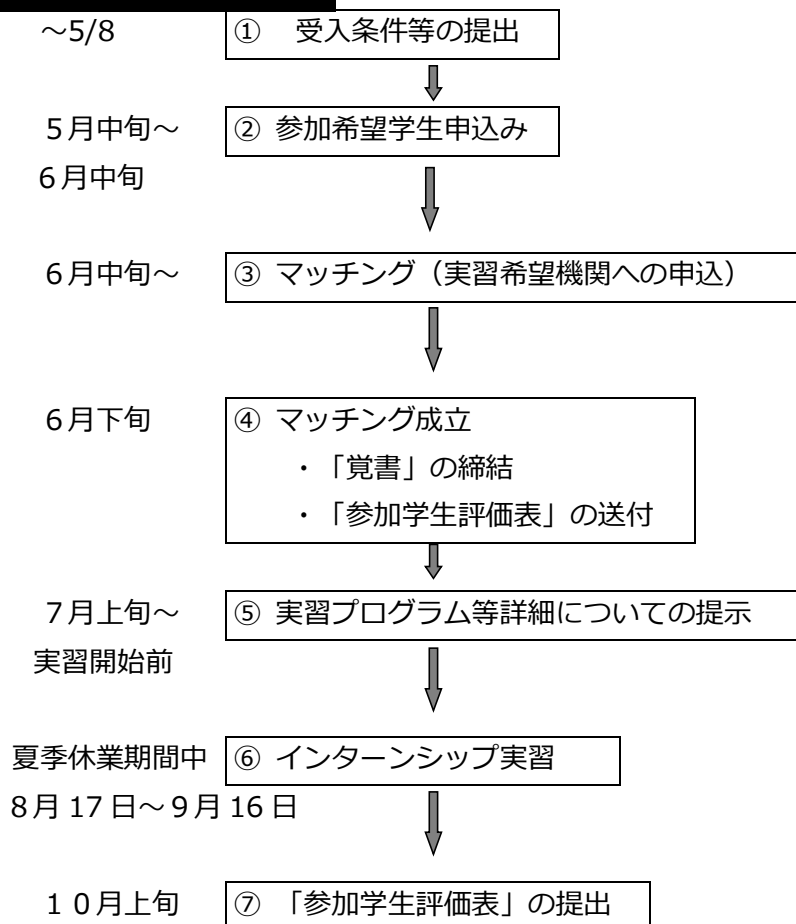 ～5/8 ① 受入条件等の提出
５月中旬～ ② 参加希望学生申込み
６月中旬
６月中旬～ ③ マッチング（実習希望機関への申込）
６月下旬 ④ マッチング成立
・「覚書」の締結
・「参加学生評価表」の送付
７月上旬～ ⑤ 実習プログラム等詳細についての提示
実習開始前
夏季休業期間中 ⑥ インターンシップ実習
８月 17 日～９月 16 日
１０月上旬 ⑦ 「参加学生評価表」の提出